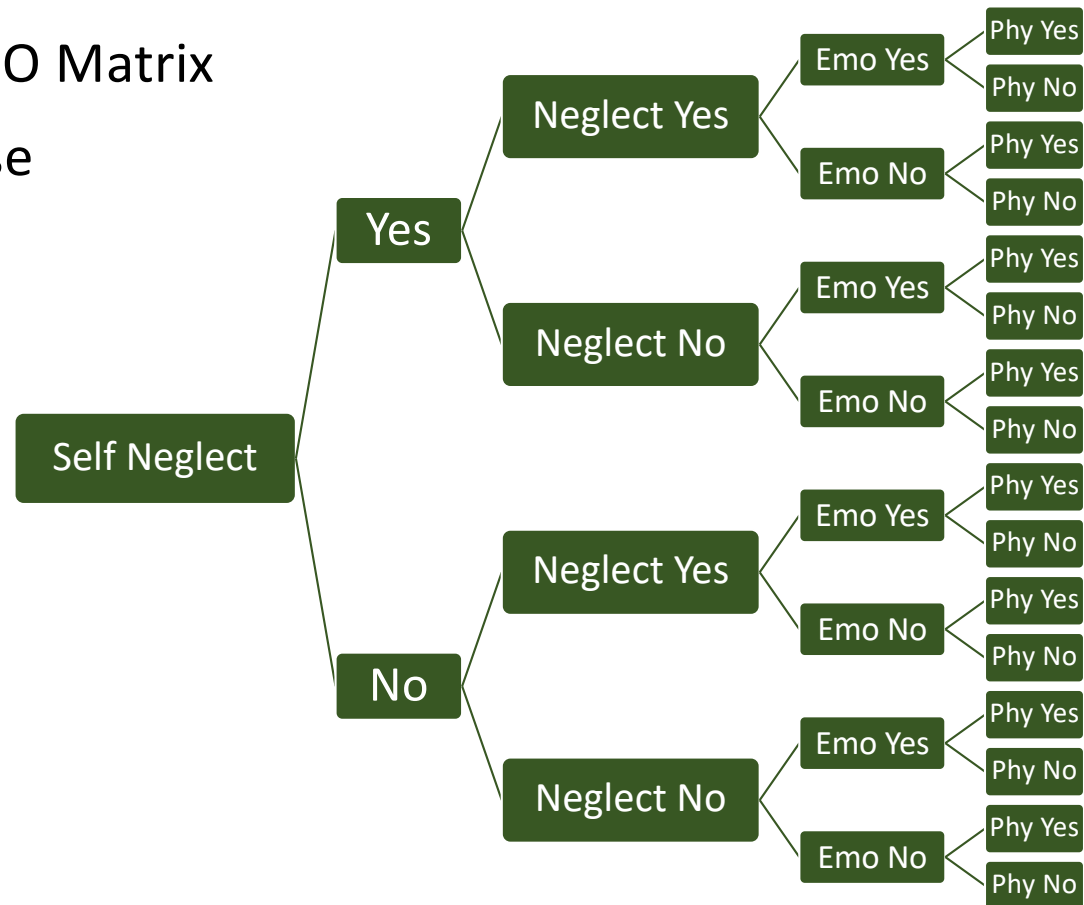 O Matrix
se
Self Neglect
Yes
Neglect Yes
Emo Yes
Phy Yes
Phy No
Emo No
Phy Yes
Phy No
Neglect No
Emo Yes
Phy Yes
Phy No
Emo No
Phy Yes
Phy No
No
Neglect Yes
Emo Yes
Phy Yes
Phy No
Emo No
Phy Yes
Phy No
Neglect No
Emo Yes
Phy Yes
Phy No
Emo No
Phy Yes
Phy No